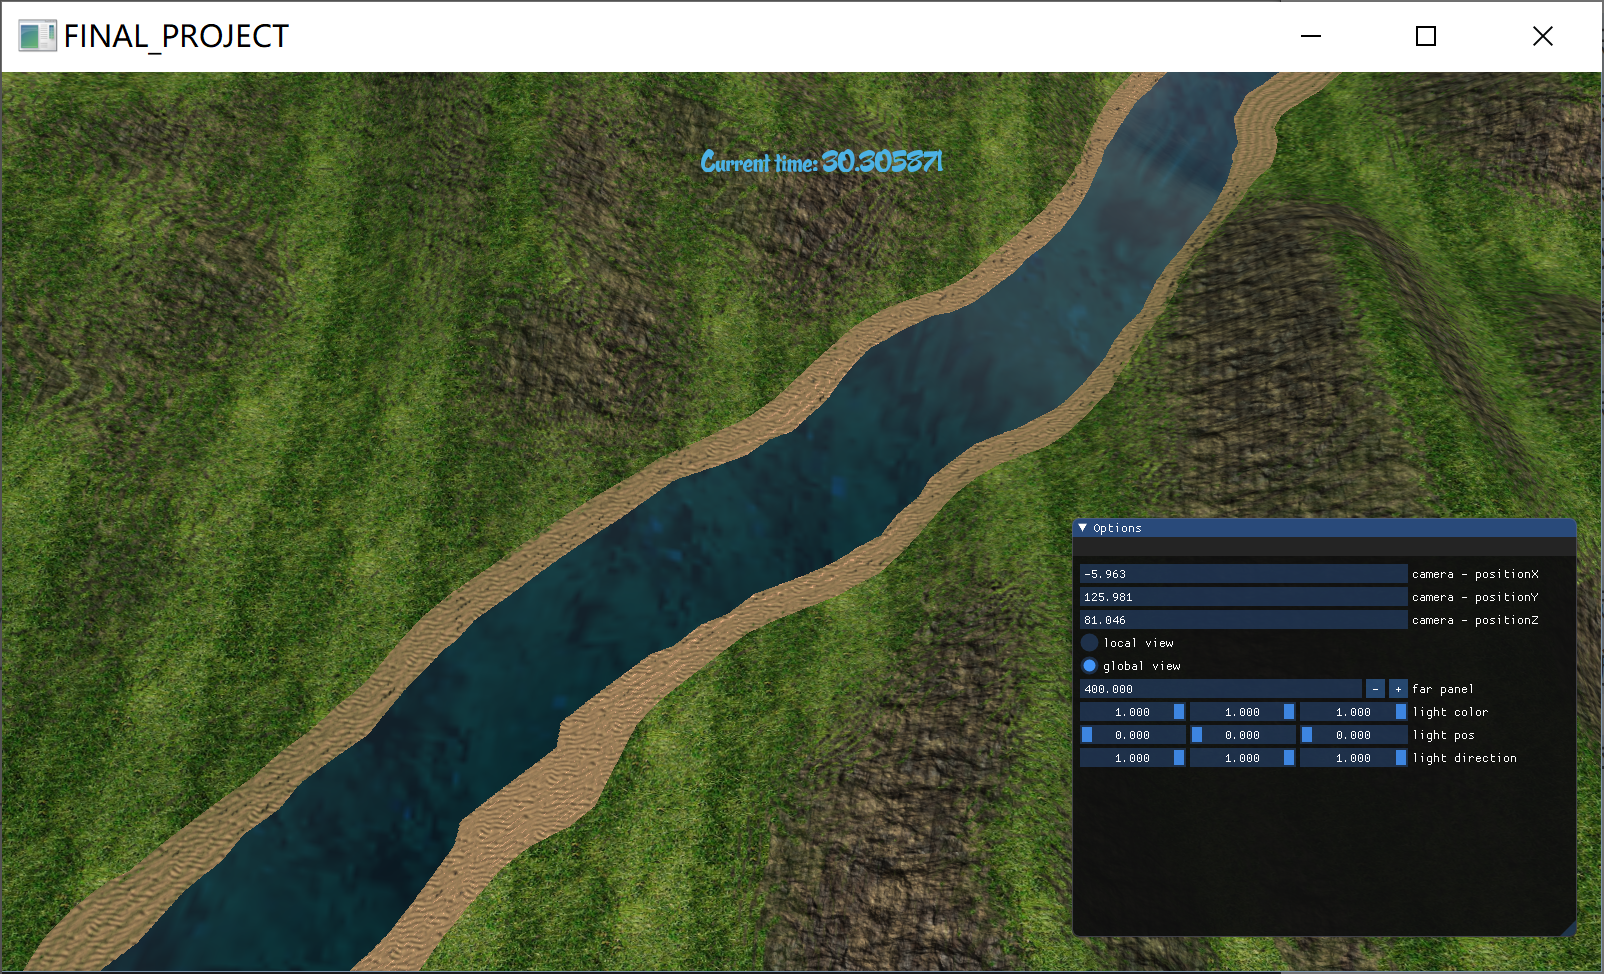 FINAL_PROJECT
Current time: 30.305871
Options
-5.963 camera - positionX
125.981 camera - positionY
81.046 camera - positionZ
local view
global view
400.000 - + far panel
1.000 1.000 1.000 light color
0.000 0.000 0.000 light pos
1.000 1.000 1.000 light direction